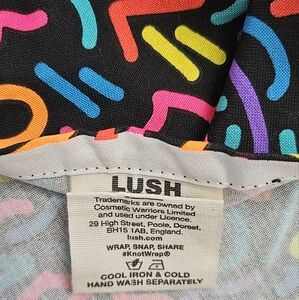 LUSH
Trademarks are owned by
Cosmetic Warriors Limited
and used under Licence.
29 High Street, Poole, Dorset,
BH15 1AB, England.
lush.com
WRAP, SNAP, SHARE
#KnotWrap®
COOL IRON & COLD
HAND WASH SEPARATELY